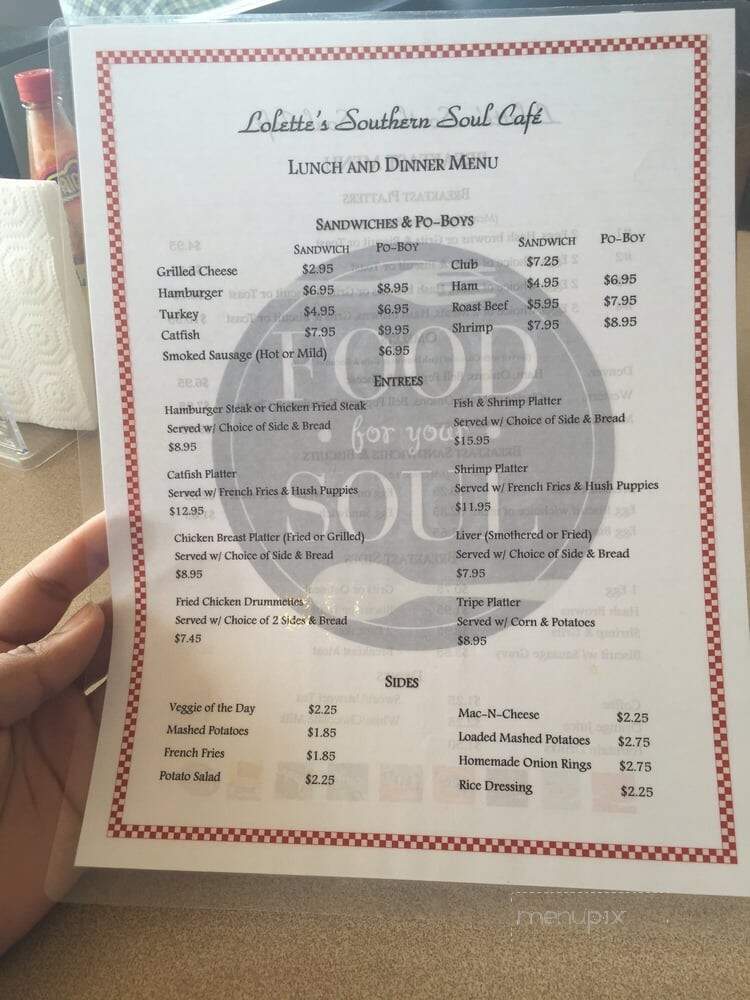 Lolette's Southern Soul Café
LUNCH AND DINNER MENU
SANDWICHES & PO-BOYS
SANDWICH PO-BOY SANDWICH PO-BOY
Grilled Cheese $2.95 Club $7.25
Hamburger $6.95 $8.95 Ham $4.95 $6.95
Turkey $4.95 $6.95 Roast Beef $5.95 $7.95
Catfish $7.95 $9.95 Shrimp $7.95 $8.95
Smoked Sausage (Hot or Mild) $6.95
FOOD
for your
SOUL
ENTREES
Hamburger Steak or Chicken Fried Steak
Served w/ Choice of Side & Bread
$8.95
Catfish Platter
Served w/ French Fries & Hush Puppies
$12.95
Chicken Breast Platter (Fried or Grilled)
Served w/ Choice of Side & Bread
$8.95
Fried Chicken Drummettes
Served w/ Choice of 2 Sides & Bread
$7.45
Fish & Shrimp Platter
Served w/ Choice of Side & Bread
$15.95
Shrimp Platter
Served w/ French Fries & Hush Puppies
$11.95
Liver (Smothered or Fried)
Served w/ Choice of Side & Bread
$7.95
Tripe Platter
Served w/ Corn & Potatoes
$8.95
SIDES
Veggie of the Day $2.25
Mashed Potatoes $1.85
French Fries $1.85
Potato Salad $2.25
Mac-N-Cheese $2.25
Loaded Mashed Potatoes $2.75
Homemade Onion Rings $2.75
Rice Dressing $2.25
menupix